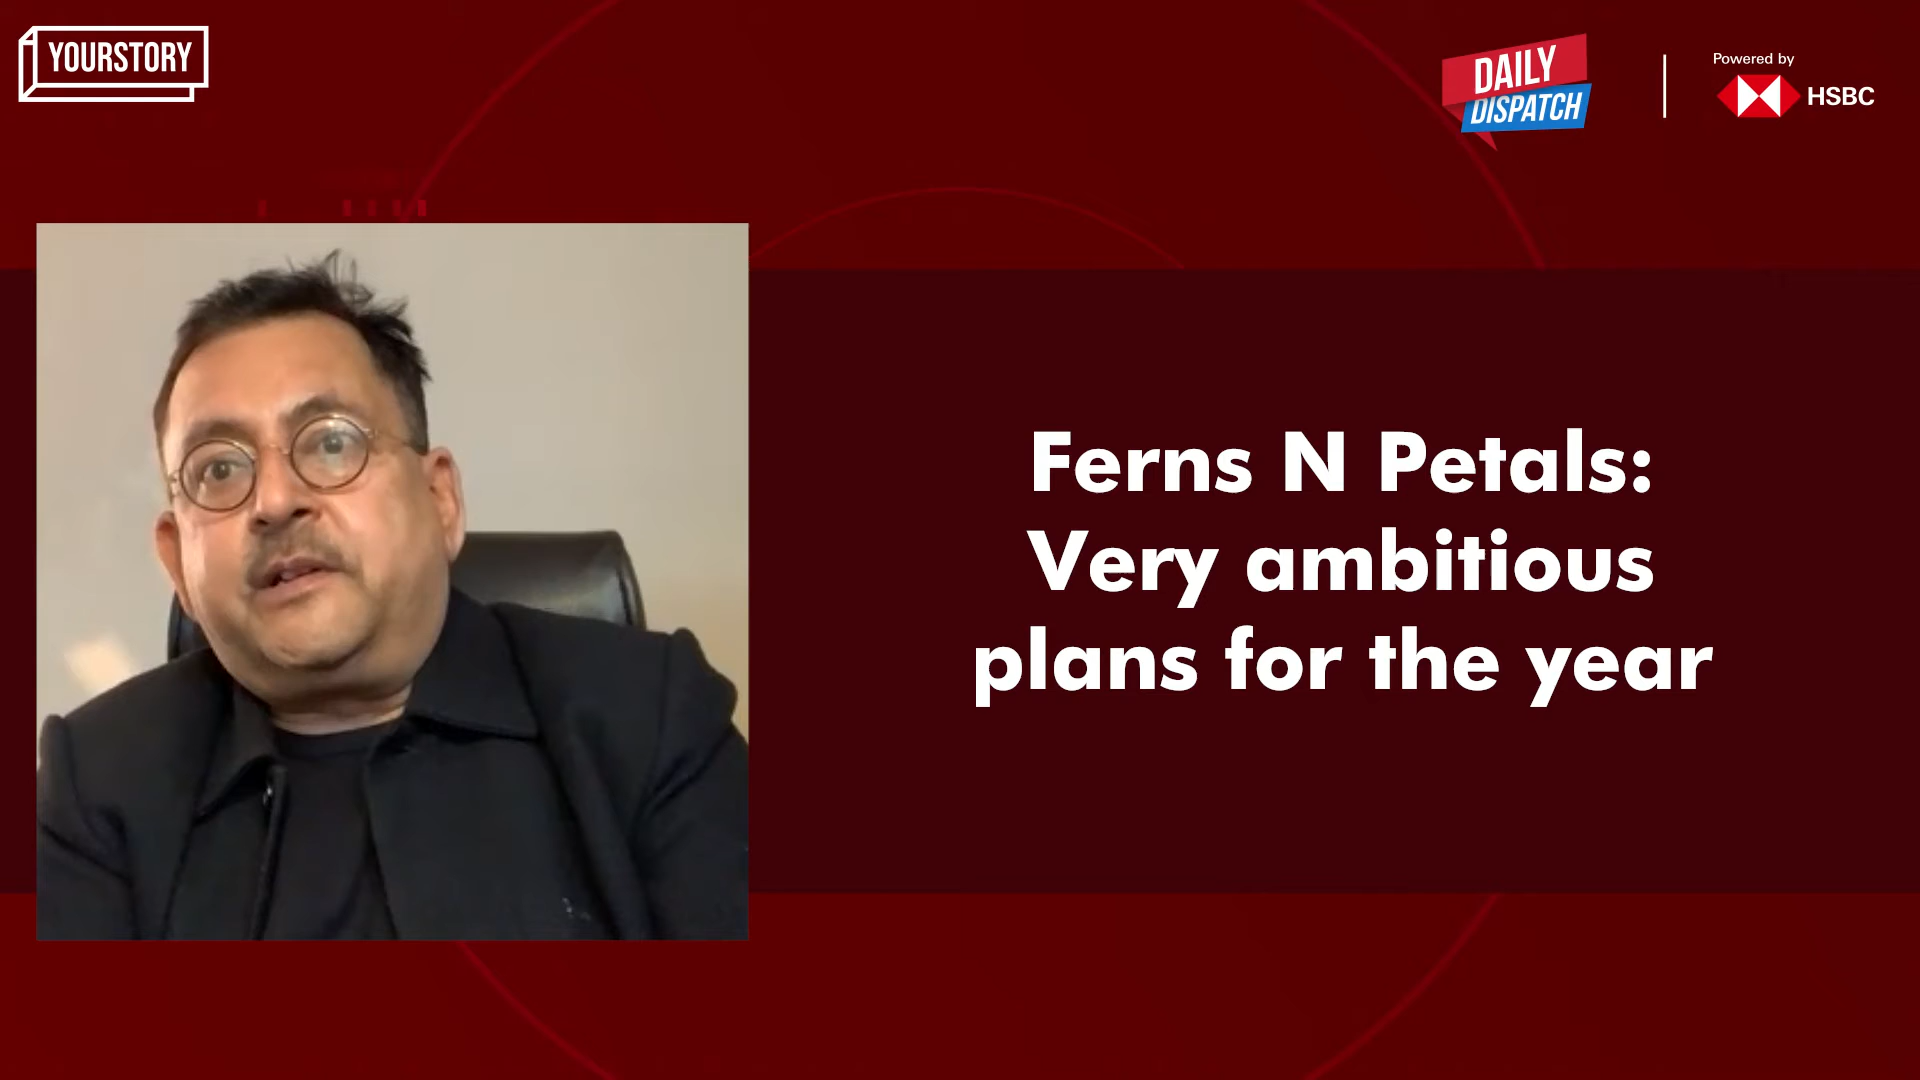 YOURSTORY
DAILY
DISPATCH
Powered by
HSBC
Ferns N Petals:
Very ambitious
plans for the year